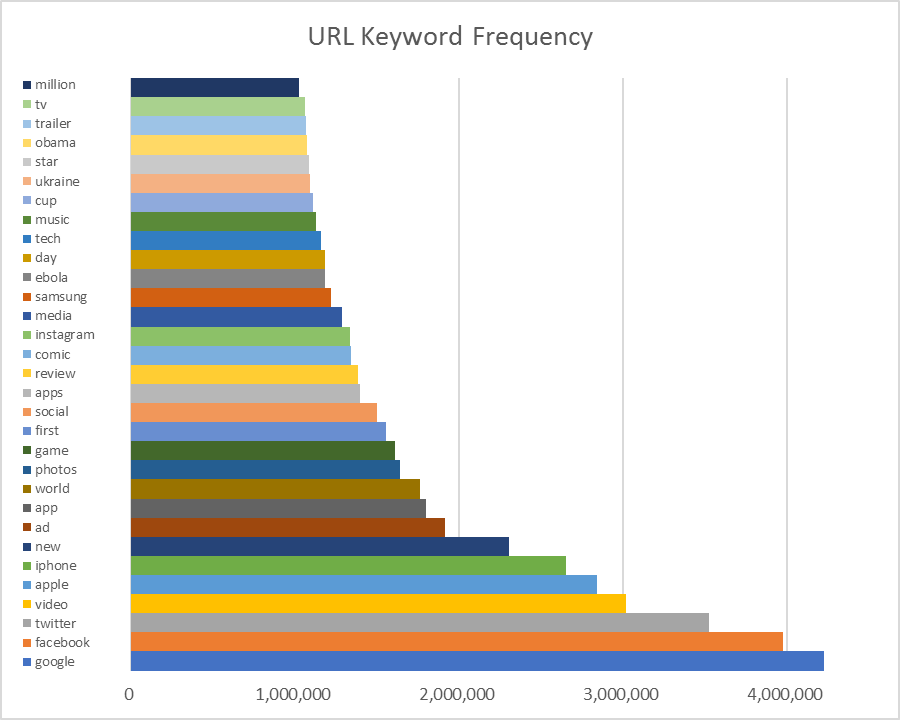 URL Keyword Frequency
million
tv
trailer
obama
star
ukraine
cup
music
tech
day
ebola
samsung
media
instagram
comic
review
apps
social
first
game
photos
world
app
ad
new
iphone
apple
video
twitter
facebook
google
0 1,000,000 2,000,000 3,000,000 4,000,000